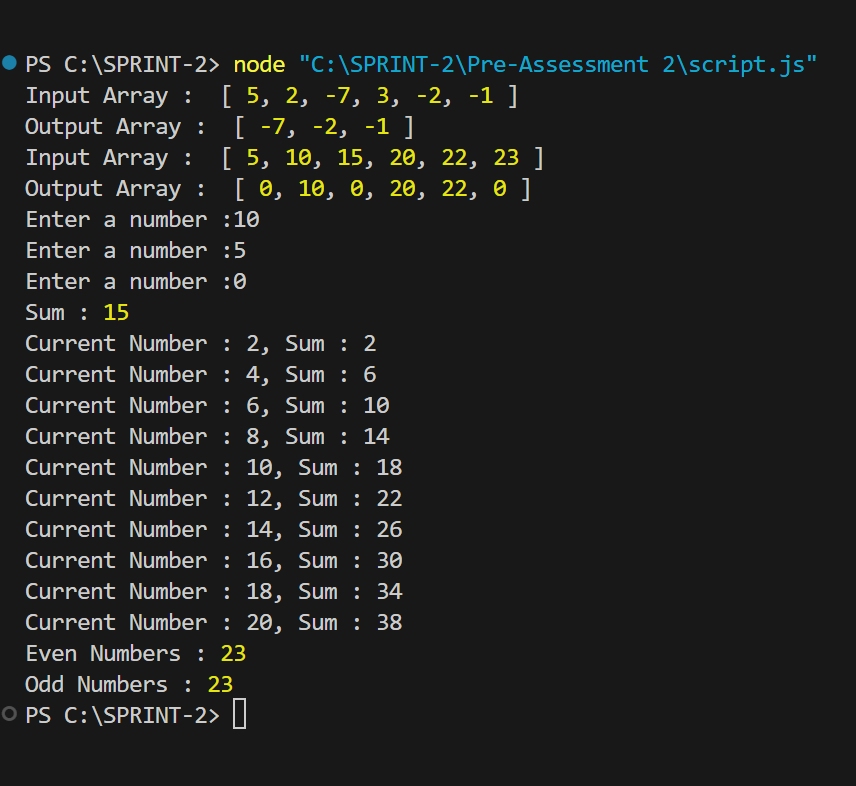 PS C:\SPRINT-2> node "C:\SPRINT-2\Pre-Assessment 2\script.js"
Input Array :  [ 5, 2, -7, 3, -2, -1 ]
Output Array :  [ -7, -2, -1 ]
Input Array :  [ 5, 10, 15, 20, 22, 23 ]
Output Array :  [ 0, 10, 0, 20, 22, 0 ]
Enter a number :10
Enter a number :5
Enter a number :0
Sum : 15
Current Number : 2, Sum : 2
Current Number : 4, Sum : 6
Current Number : 6, Sum : 10
Current Number : 8, Sum : 14
Current Number : 10, Sum : 18
Current Number : 12, Sum : 22
Current Number : 14, Sum : 26
Current Number : 16, Sum : 30
Current Number : 18, Sum : 34
Current Number : 20, Sum : 38
Even Numbers : 23
Odd Numbers : 23
PS C:\SPRINT-2>